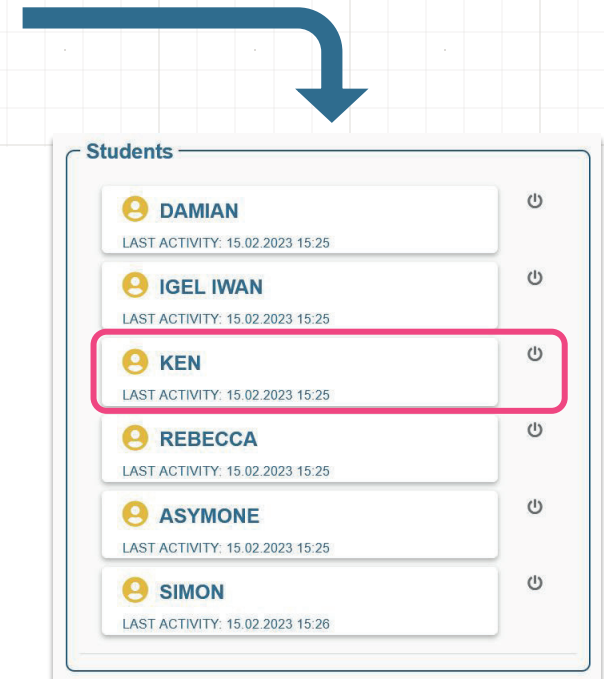 Students
DAMIAN
LAST ACTIVITY: 15.02.2023 15:25
IGEL IWAN
LAST ACTIVITY: 15.02.2023 15:25
KEN
LAST ACTIVITY: 15.02.2023 15:25
REBECCA
LAST ACTIVITY: 15.02.2023 15:25
ASYMONE
LAST ACTIVITY: 15.02.2023 15:25
SIMON
LAST ACTIVITY: 15.02.2023 15:26